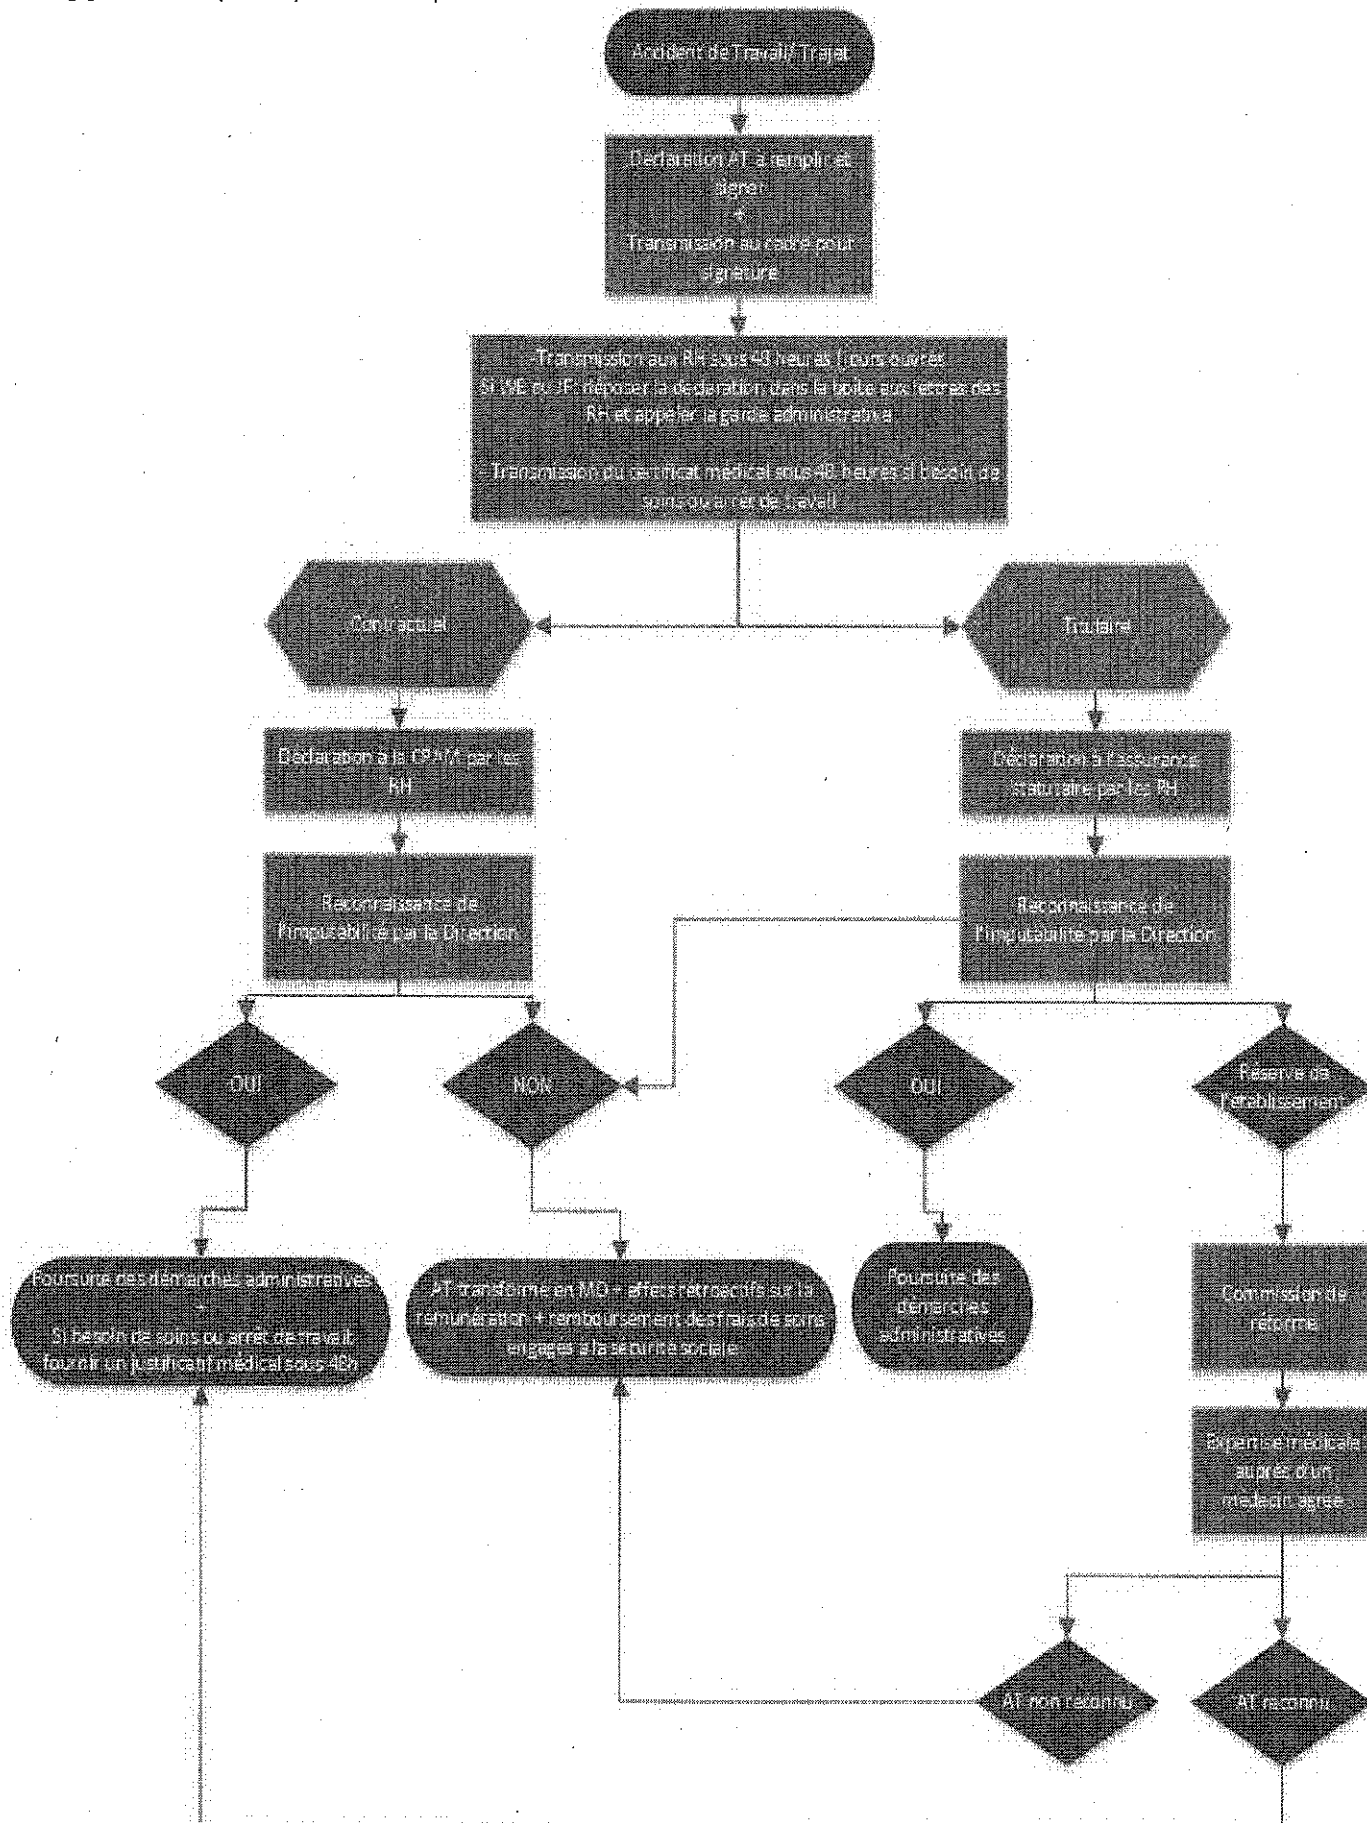 Accident de Travail/ Trajet
Déclaration AT à remplir et
signer
+
Transmission au cadre pour
signature
-Transmission aux RH sous 48 heures (jours ouvrés
Si WE ou JF: déposer la déclaration dans la boite aux lettres des
RH et appeler la garde administrative
- Transmission du certificat médical sous 48 heures si besoin de
soins ou arrêt de travail
Contractuel
Titulaire
Déclaration à la CPAM par les
RH
Déclaration à l'assurance
statutaire par les RH
Reconnaissance de
l'imputabilité par la Direction
Reconnaissance de
l'imputabilité par la Direction
OUI
NON
OUI
Réserve de
l'établissement
Poursuite des démarches administratives
+
Si besoin de soins ou arrêt de travail:
fournir un justificatif médical sous 48h
AT transformé en MO + effets rétroactifs sur la
rémunération + remboursement des frais de soins
engagés à la sécurité sociale
Poursuite des
démarches
administratives
Commission de
réforme
Expertise médicale
auprès d'un
médecin agréé
AT non reconnu
AT reconnu